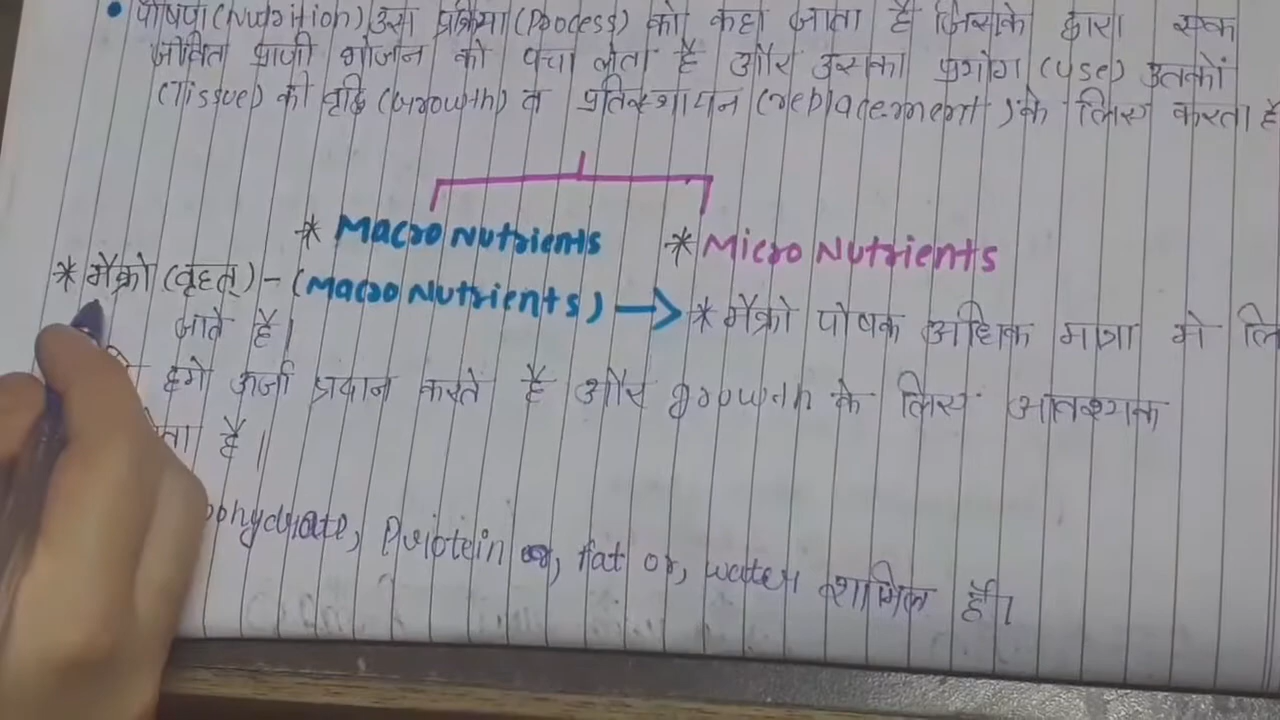 • पोषण (Nutrition) उस प्रक्रिया (Process) को कहा जाता है जिसके द्वारा एक
जीवित प्राणी भोजन को पचा लेता है और उसका प्रयोग (use) उतकों
(Tissue) की वृद्धि (Growth) व प्रतिस्थापन (replacement) के लिए करता है
* Macro Nutrients * Micro Nutrients
* मैक्रो (वृहत्) - (Macro Nutrients) → * मैक्रो पोषक अधिक मात्रा मे लि
जाते है।
हमे ऊर्जा प्रदान करते है और growth के लिए आवश्यक
ता है।
bohydrate, Protein or, fat or, water शामिल है।